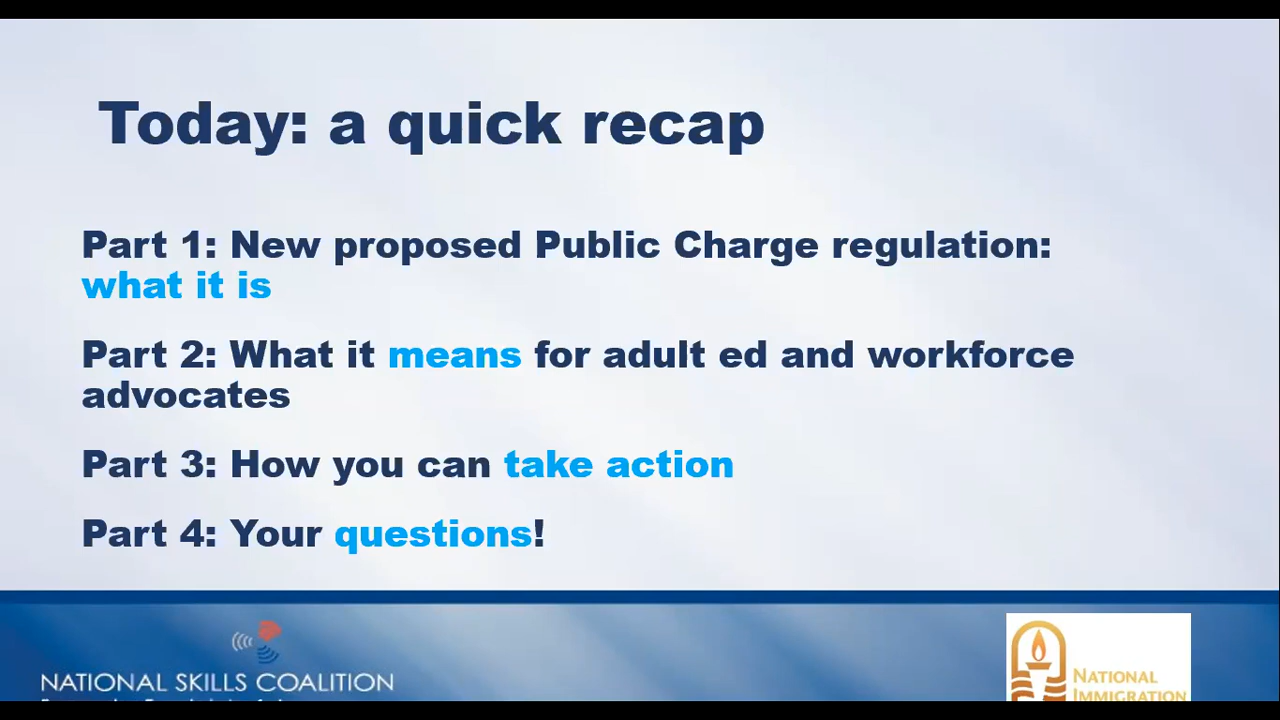 Today: a quick recap
Part 1: New proposed Public Charge regulation:
what it is
Part 2: What it means for adult ed and workforce
advocates
Part 3: How you can take action
Part 4: Your questions!
NATIONAL SKILLS COALITION
NATIONAL
IMMIGRATION